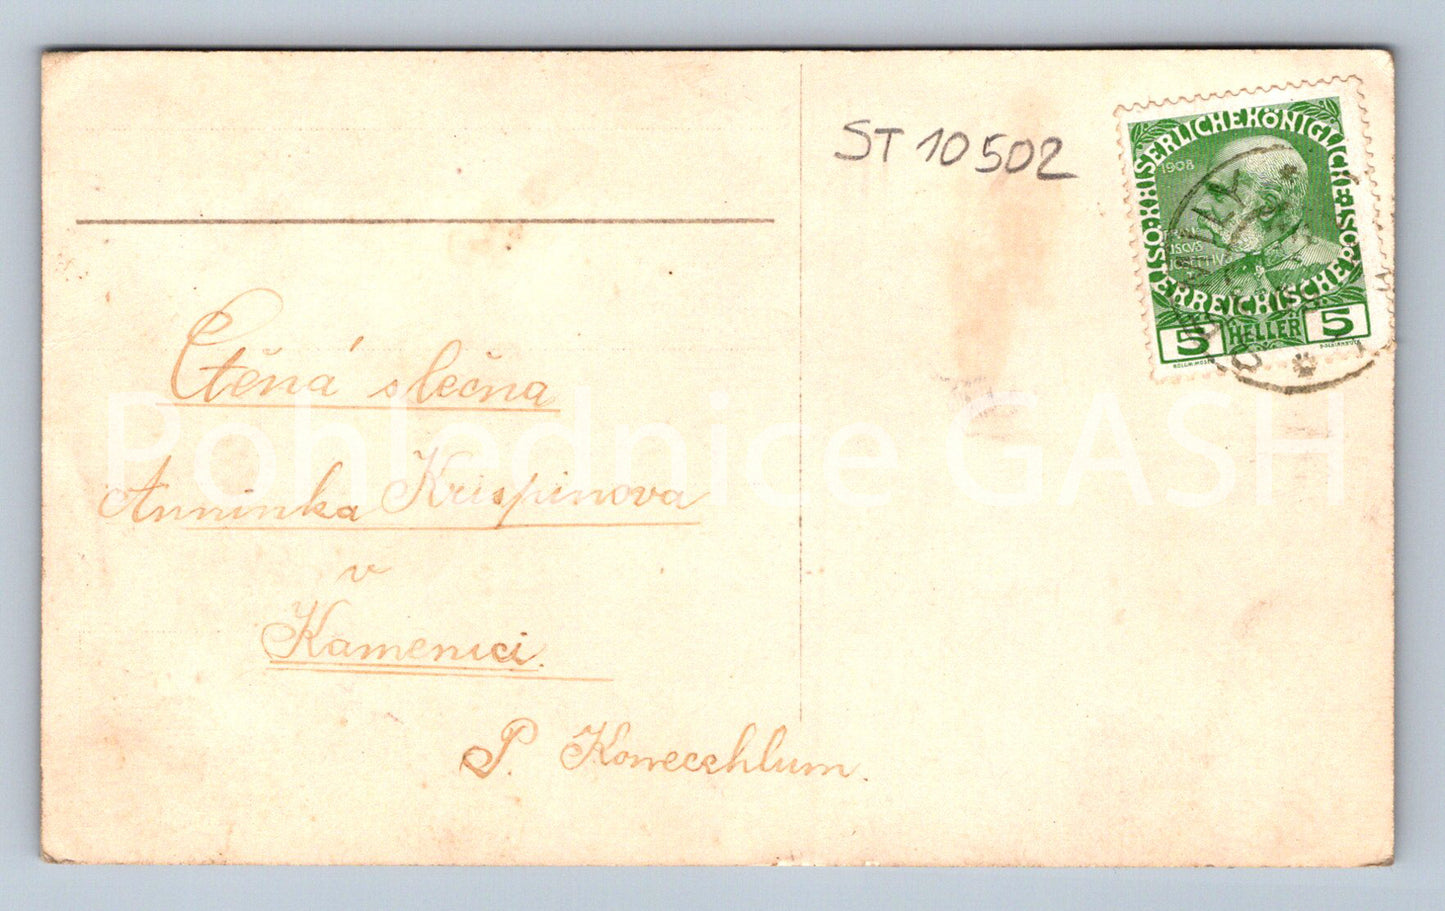 ST 10502
KAISERLICHE KÖNIGLICHE ÖSTERREICHISCHE
1908
5 HELLER 5
Ctěná slečna
Anninka Krispinova
v
Kamenici.
P. Konecchlum.
Pohlednice GASH